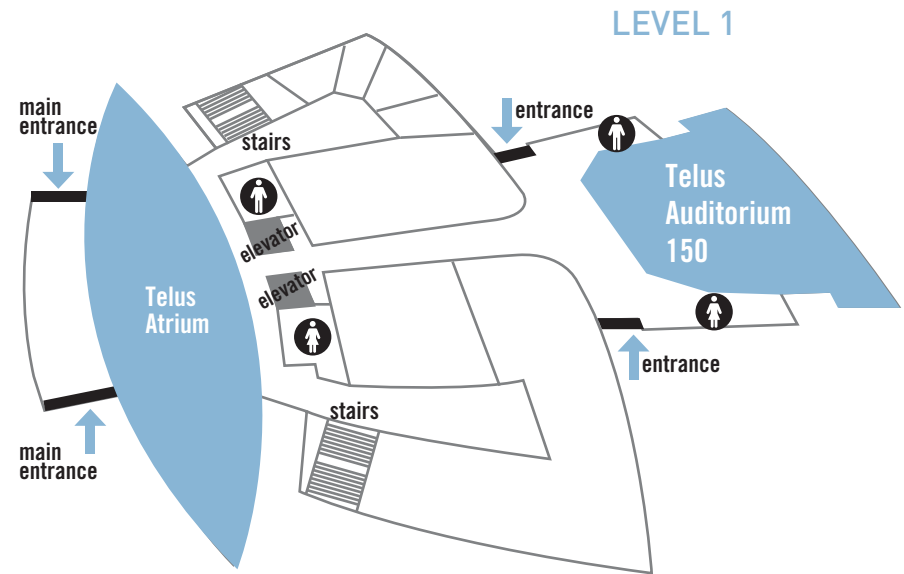 LEVEL 1
main
entrance
entrance
stairs
Telus
Auditorium
150
elevator
elevator
Telus
Atrium
entrance
stairs
main
entrance